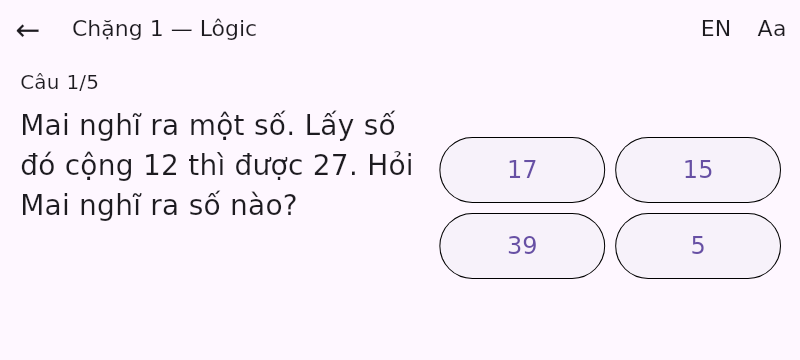 ← Chặng 1 — Lôgic EN Aa
Câu 1/5
Mai nghĩ ra một số. Lấy số
đó cộng 12 thì được 27. Hỏi
Mai nghĩ ra số nào?
17 15
39 5